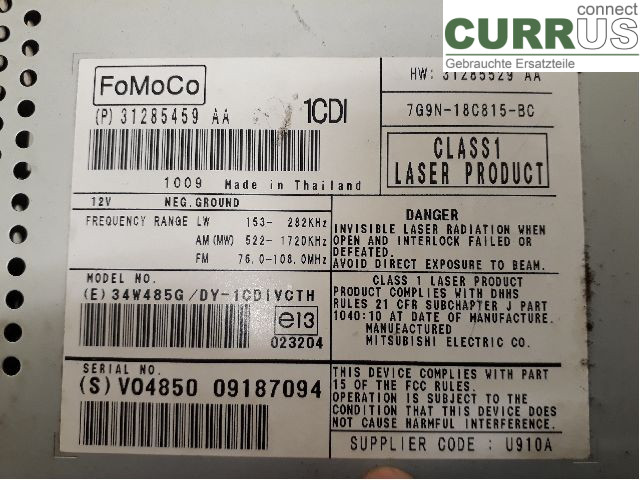 connect
CURRUS
Gebrauchte Ersatzteile
FoMoCo
(P) 31285459 AA
1CDI
1009 Made in Thailand
HW: 31285529 AA
7G9N-18C815-BC
CLASS1
LASER PRODUCT
12V NEG.GROUND
FREQUENCY RANGE LW 153- 282KHz
AM(MW) 522-1720KHz
FM 76.0-108.0MHz
MODEL NO.
(E) 34W485G/DY-1CDIVCTH
e13
023204
SERIAL NO.
(S) V04850 09187094
DANGER
INVISIBLE LASER RADIATION WHEN
OPEN AND INTERLOCK FAILED OR
DEFEATED.
AVOID DIRECT EXPOSURE TO BEAM.
CLASS 1 LASER PRODUCT
PRODUCT COMPLIES WITH DHHS
RULES 21 CFR SUBCHAPTER J PART
1040:10 AT DATE OF MANUFACTURE.
MANUFACTURED
MITSUBISHI ELECTRIC CO.
THIS DEVICE COMPLIES WITH PART
15 OF THE FCC RULES.
OPERATION IS SUBJECT TO THE
CONDITION THAT THIS DEVICE DOES
NOT CAUSE HARMFUL INTERFERENCE.
SUPPLIER CODE : U910A